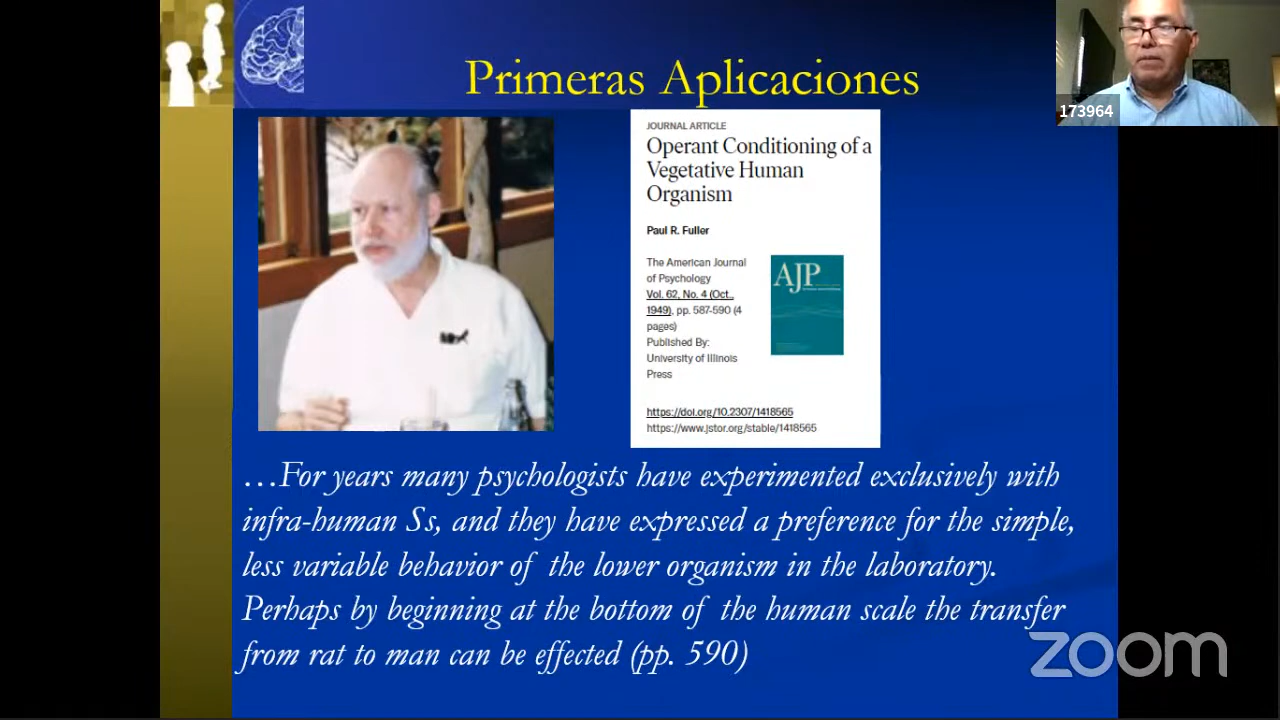 Primeras Aplicaciones
173964
JOURNAL ARTICLE
Operant Conditioning of a
Vegetative Human
Organism
Paul R. Fuller
The American Journal
of Psychology
Vol. 62, No. 4 (Oct.,
1949), pp. 587-590 (4
pages)
Published By:
University of Illinois
Press
AJP
https://doi.org/10.2307/1418565
https://www.jstor.org/stable/1418565
…For years many psychologists have experimented exclusively with
infra-human Ss, and they have expressed a preference for the simple,
less variable behavior of the lower organism in the laboratory.
Perhaps by beginning at the bottom of the human scale the transfer
from rat to man can be effected (pp. 590)
zoom